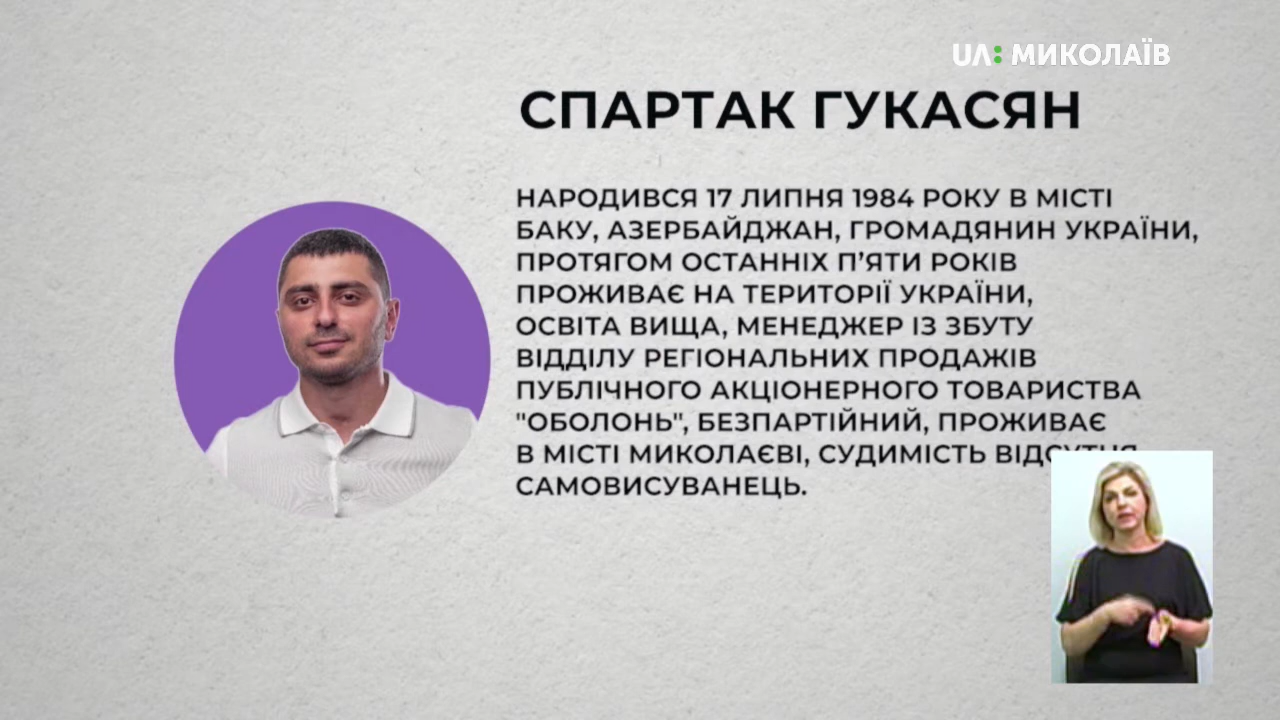 UA: МИКОЛАЇВ
СПАРТАК ГУКАСЯН
НАРОДИВСЯ 17 ЛИПНЯ 1984 РОКУ В МІСТІ
БАКУ, АЗЕРБАЙДЖАН, ГРОМАДЯНИН УКРАЇНИ,
ПРОТЯГОМ ОСТАННІХ П’ЯТИ РОКІВ
ПРОЖИВАЄ НА ТЕРИТОРІЇ УКРАЇНИ,
ОСВІТА ВИЩА, МЕНЕДЖЕР ІЗ ЗБУТУ
ВІДДІЛУ РЕГІОНАЛЬНИХ ПРОДАЖІВ
ПУБЛІЧНОГО АКЦІОНЕРНОГО ТОВАРИСТВА
"ОБОЛОНЬ", БЕЗПАРТІЙНИЙ, ПРОЖИВАЄ
В МІСТІ МИКОЛАЄВІ, СУДИМІСТЬ ВІДСУТНЯ
САМОВИСУВАНЕЦЬ.